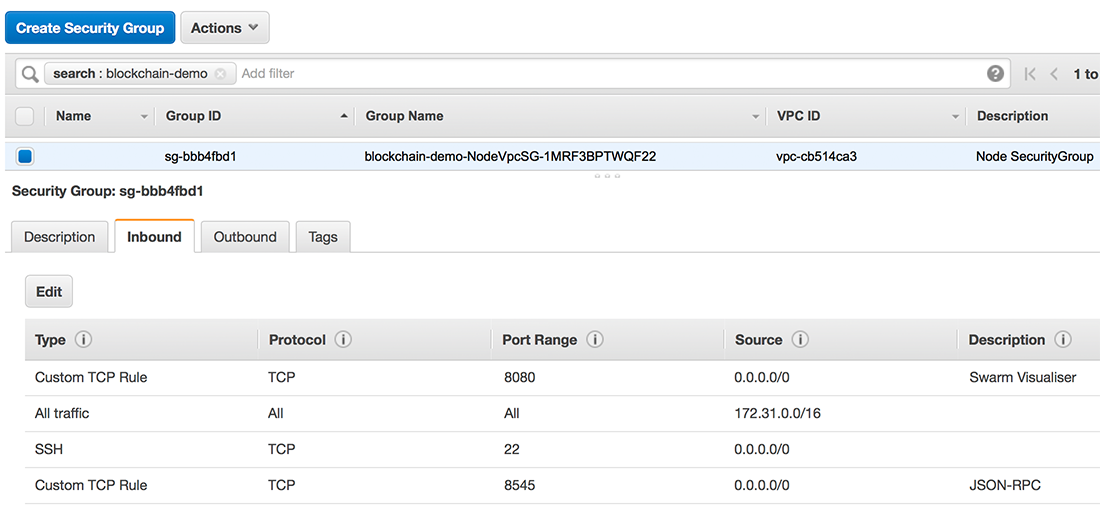 Create Security Group Actions
search : blockchain-demo Add filter 1 to
Name Group ID Group Name VPC ID Description
sg-bbb4fbd1 blockchain-demo-NodeVpcSG-1MRF3BPTWQF22 vpc-cb514ca3 Node SecurityGroup
Security Group: sg-bbb4fbd1
Description Inbound Outbound Tags
Edit
Type Protocol Port Range Source Description
Custom TCP Rule TCP 8080 0.0.0.0/0 Swarm Visualiser
All traffic All All 172.31.0.0/16
SSH TCP 22 0.0.0.0/0
Custom TCP Rule TCP 8545 0.0.0.0/0 JSON-RPC